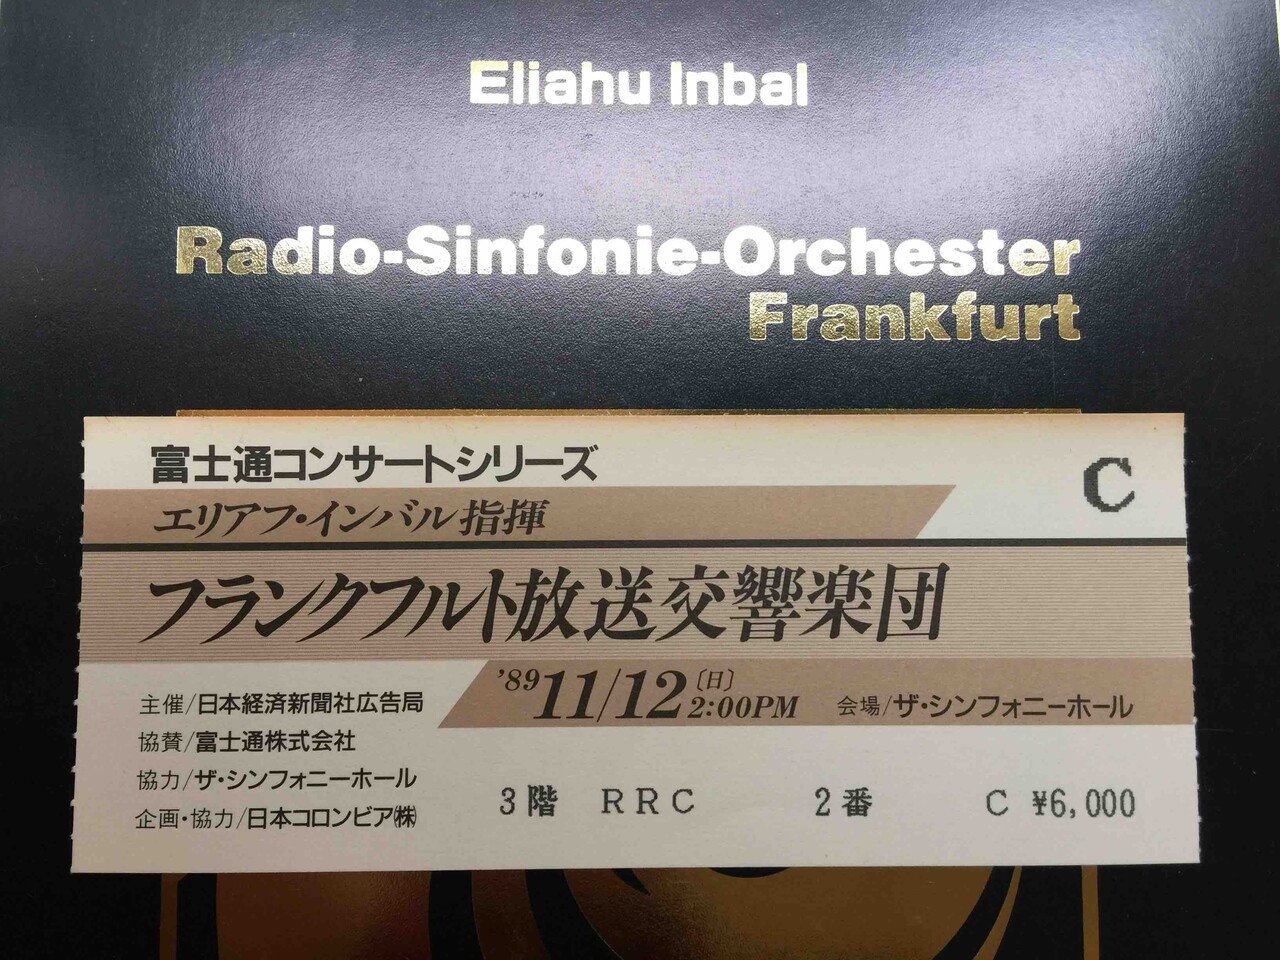 Eliahu Inbal
Radio-Sinfonie-Orchester
Frankfurt
富士通コンサートシリーズ
C
エリアフ・インバル指揮
フランクフルト放送交響楽団
'89 11/12〔日〕2:00PM 会場/ザ・シンフォニーホール
主催/日本経済新聞社広告局
協賛/富士通株式会社
協力/ザ・シンフォニーホール
企画・協力/日本コロンビア㈱
3階 RRC 2番 C ¥6,000